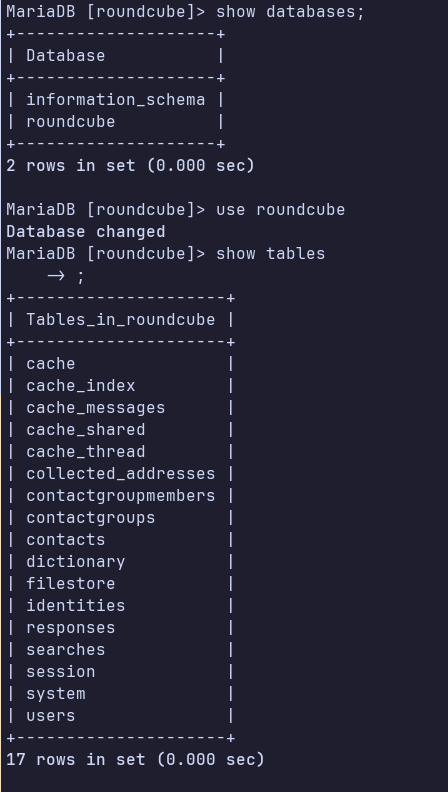 MariaDB [roundcube]> show databases;
+--------------------+
| Database           |
+--------------------+
| information_schema |
| roundcube          |
+--------------------+
2 rows in set (0.000 sec)

MariaDB [roundcube]> use roundcube
Database changed
MariaDB [roundcube]> show tables
    -> ;
+---------------------+
| Tables_in_roundcube |
+---------------------+
| cache               |
| cache_index         |
| cache_messages      |
| cache_shared        |
| cache_thread        |
| collected_addresses |
| contactgroupmembers |
| contactgroups       |
| contacts            |
| dictionary          |
| filestore           |
| identities          |
| responses           |
| searches            |
| session             |
| system              |
| users               |
+---------------------+
17 rows in set (0.000 sec)